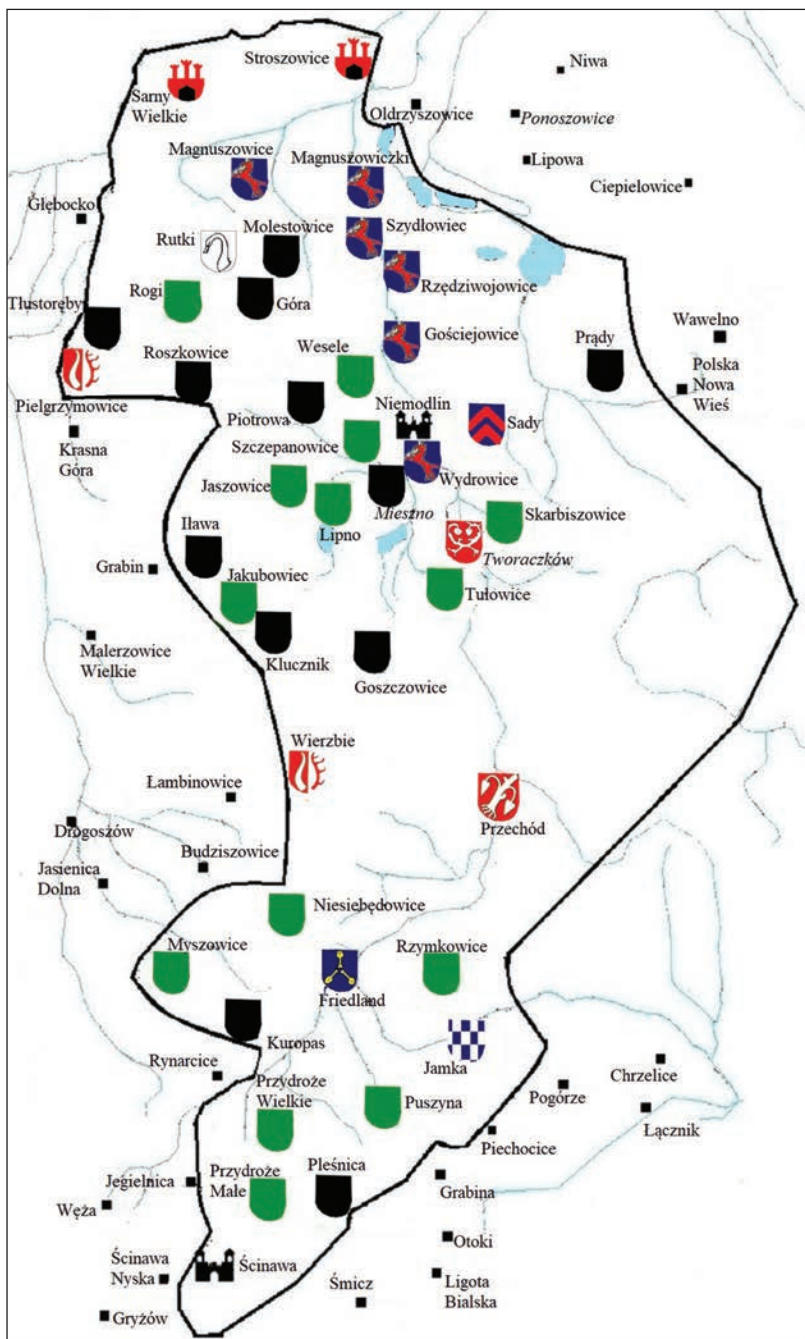 Stroszowice
Niwa
Sarny
Wielkie
Oldrzyszowice
Ponoszowice
Magnuszowice
Magnuszowiczki
Lipowa
Ciepielowice
Głębocko
Molestowice
Szydłowiec
Rutki
Rogi
Rzędziwojowice
Tłustoręby
Góra
Gościejowice
Prądy
Wawelno
Roszkowice
Wesele
Polska
Nowa
Wieś
Pielgrzymowice
Piotrowa
Niemodlin
Krasna
Góra
Szczepanowice
Sady
Jaszowice
Wydrowice
Mieszno
Skarbiszowice
Iława
Lipno
Tworaczków
Grabin
Jakubowiec
Tułowice
Malerzowice
Wielkie
Klucznik
Goszczowice
Wierzbie
Łambinowice
Przechód
Drogoszów
Budziszowice
Jasienica
Dolna
Niesiebędowice
Myszowice
Rzymkowice
Friedland
Kuropas
Jamka
Rynarcice
Przydroże
Wielkie
Puszyna
Pogórze
Chrzelice
Łącznik
Piechocice
Jegielnica
Przydroże
Małe
Pleśnica
Grabina
Węża
Otoki
Ścinawa
Nyska
Ścinawa
Śmicz
Ligota
Bialska
Gryżów